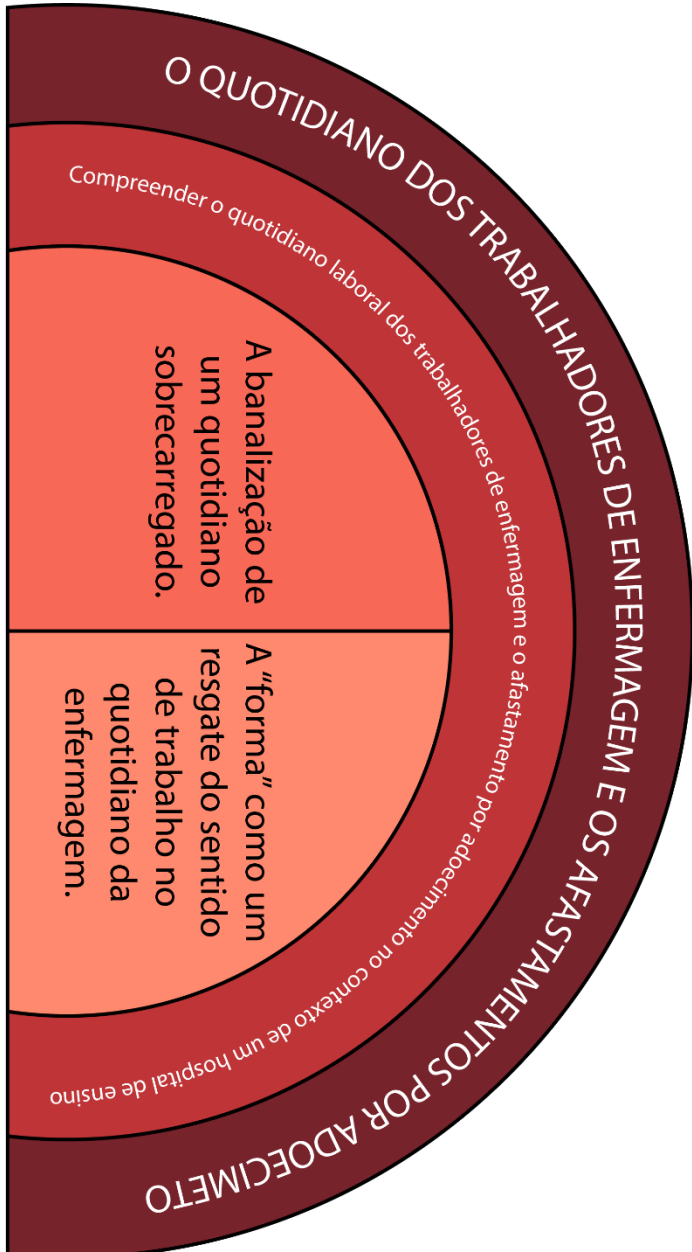 O QUOTIDIANO DOS TRABALHADORES DE ENFERMAGEM E OS AFASTAMENTOS POR ADOECIMETO
Compreender o quotidiano laboral dos trabalhadores de enfermagem e o afastamento por adoecimento no contexto de um hospital de ensino
A banalização de
um quotidiano
sobrecarregado.
A “forma” como um
resgate do sentido
de trabalho no
quotidiano da
enfermagem.